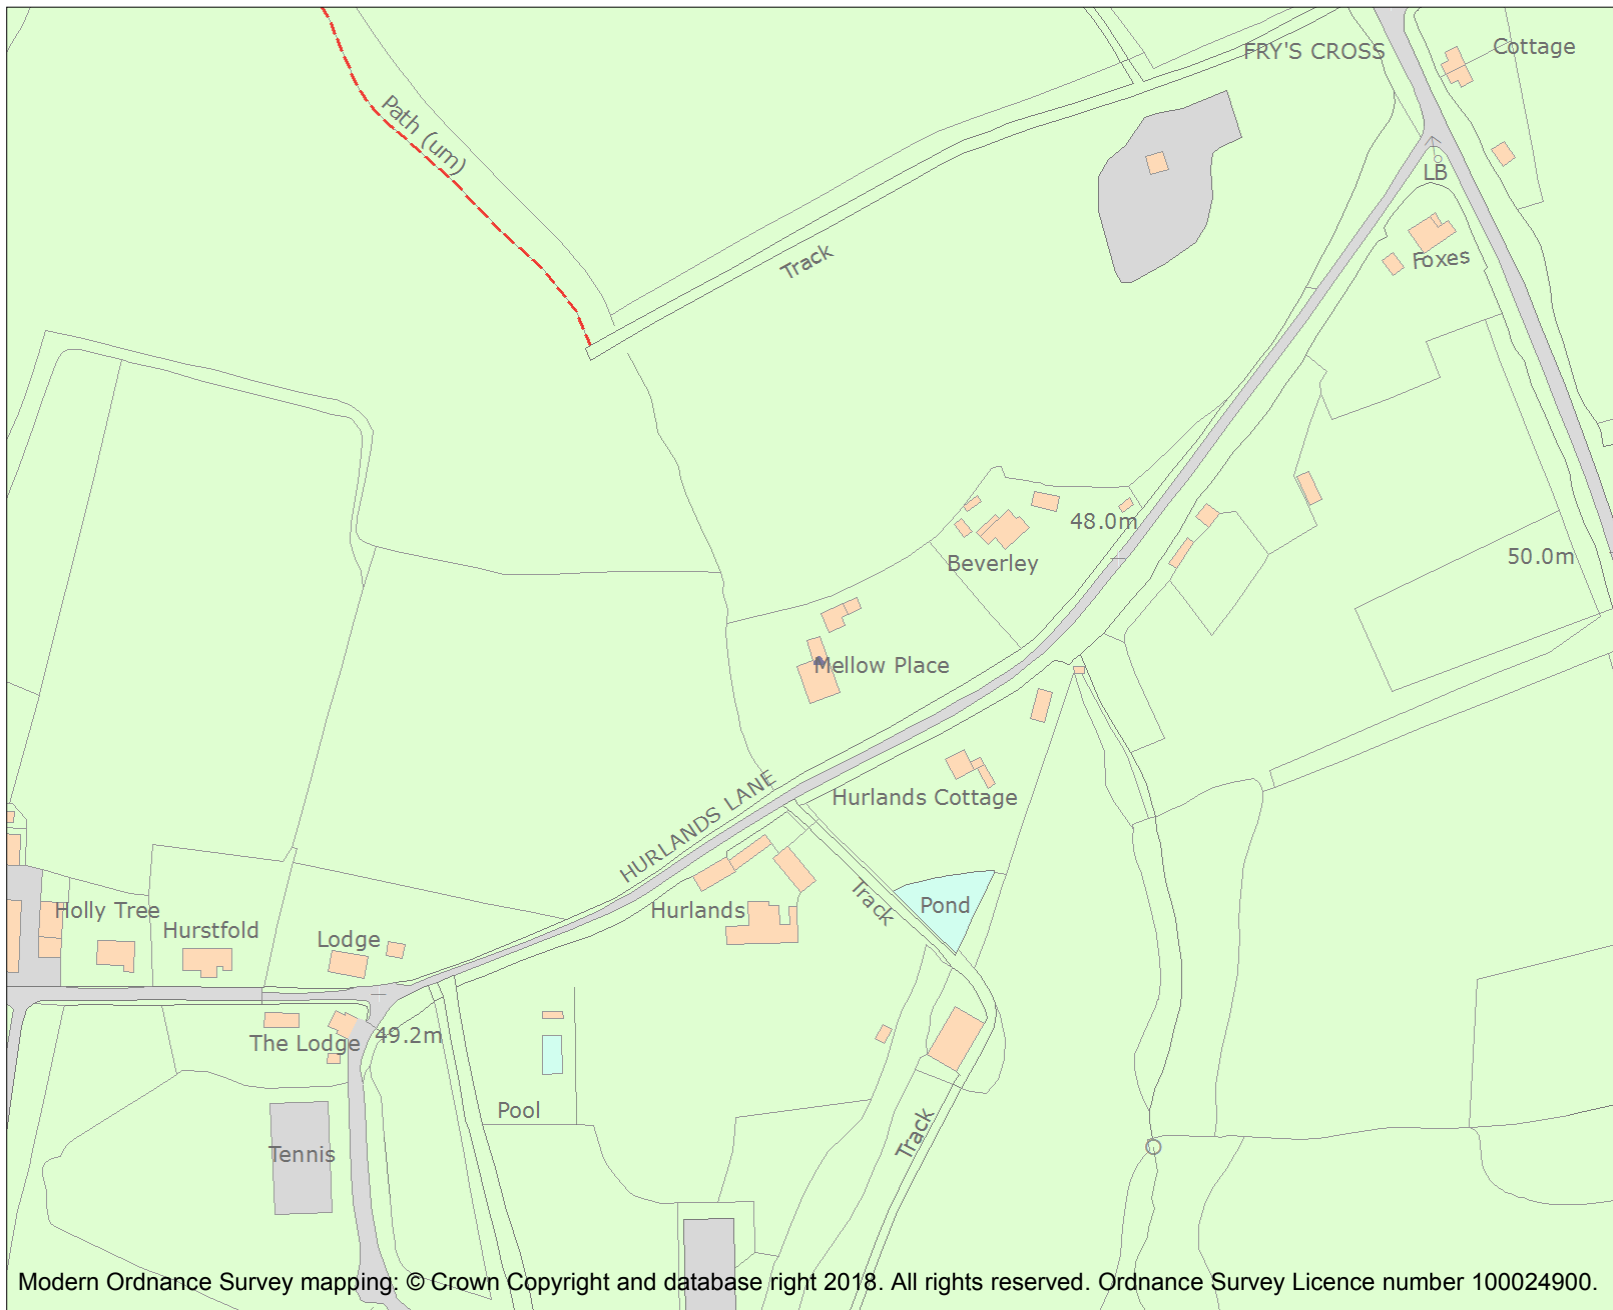 Cottage
FRY'S CROSS
Path (um)
LB
Track
Foxes
48.0m
50.0m
Beverley
Mellow Place
HURLANDS LANE
Hurlands Cottage
Track
Pond
Holly Tree
Hurstfold
Lodge
Hurlands
The Lodge
49.2m
Pool
Track
Tennis
Modern Ordnance Survey mapping: © Crown Copyright and database right 2018. All rights reserved. Ordnance Survey Licence number 100024900.